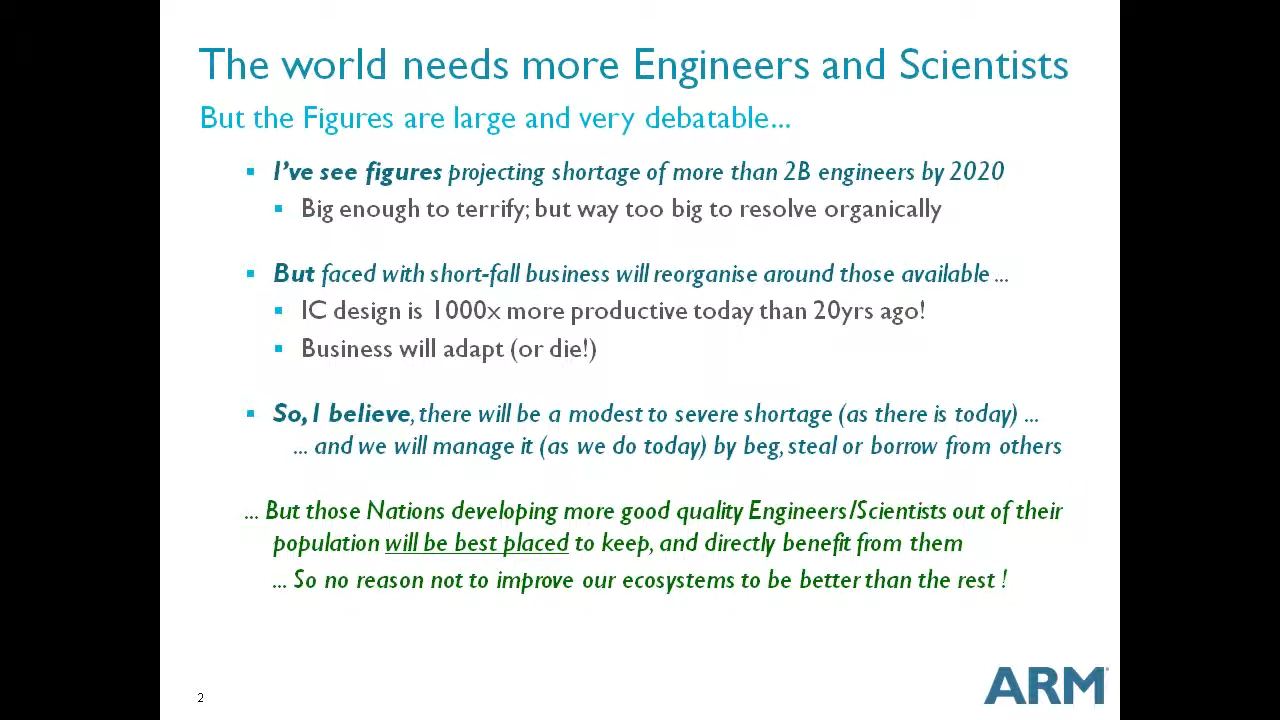 The world needs more Engineers and Scientists
But the Figures are large and very debatable...
▪ I've see figures projecting shortage of more than 2B engineers by 2020
▪ Big enough to terrify; but way too big to resolve organically
▪ But faced with short-fall business will reorganise around those available ...
▪ IC design is 1000x more productive today than 20yrs ago!
▪ Business will adapt (or die!)
▪ So, I believe, there will be a modest to severe shortage (as there is today) ...
... and we will manage it (as we do today) by beg, steal or borrow from others
... But those Nations developing more good quality Engineers/Scientists out of their
population will be best placed to keep, and directly benefit from them
... So no reason not to improve our ecosystems to be better than the rest !
2
ARM